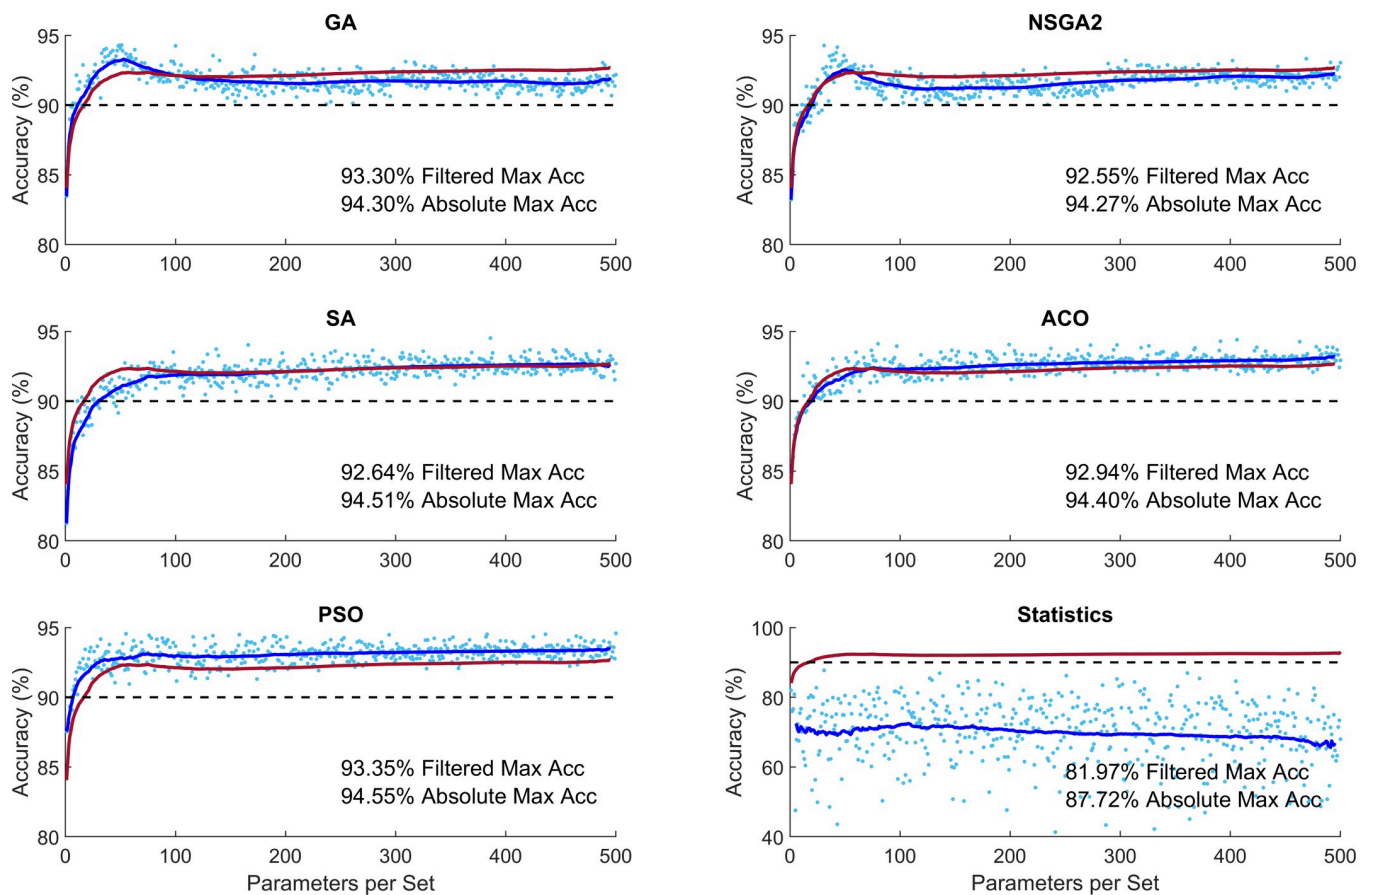 GA
Accuracy (%)
95
90
85
80
0 100 200 300 400 500
93.30% Filtered Max Acc
94.30% Absolute Max Acc
NSGA2
Accuracy (%)
95
90
85
80
0 100 200 300 400 500
92.55% Filtered Max Acc
94.27% Absolute Max Acc
SA
Accuracy (%)
95
90
85
80
0 100 200 300 400 500
92.64% Filtered Max Acc
94.51% Absolute Max Acc
ACO
Accuracy (%)
95
90
85
80
0 100 200 300 400 500
92.94% Filtered Max Acc
94.40% Absolute Max Acc
PSO
Accuracy (%)
95
90
85
80
0 100 200 300 400 500
93.35% Filtered Max Acc
94.55% Absolute Max Acc
Parameters per Set
Statistics
Accuracy (%)
100
80
60
40
0 100 200 300 400 500
81.97% Filtered Max Acc
87.72% Absolute Max Acc
Parameters per Set